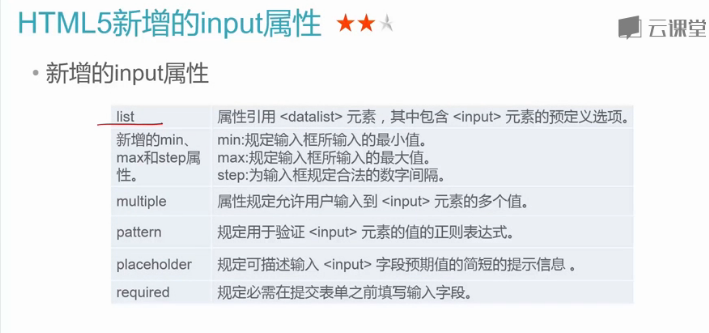 HTML5新增的input属性
云课堂
• 新增的input属性
list 属性引用 <datalist> 元素，其中包含 <input> 元素的预定义选项。
新增的min、 min:规定输入框所输入的最小值。
max和step属 max:规定输入框所输入的最大值。
性。 step:为输入框规定合法的数字间隔。
multiple 属性规定允许用户输入到 <input> 元素的多个值。
pattern 规定用于验证 <input> 元素的值的正则表达式。
placeholder 规定可描述输入 <input> 字段预期值的简短的提示信息 。
required 规定必需在提交表单之前填写输入字段。